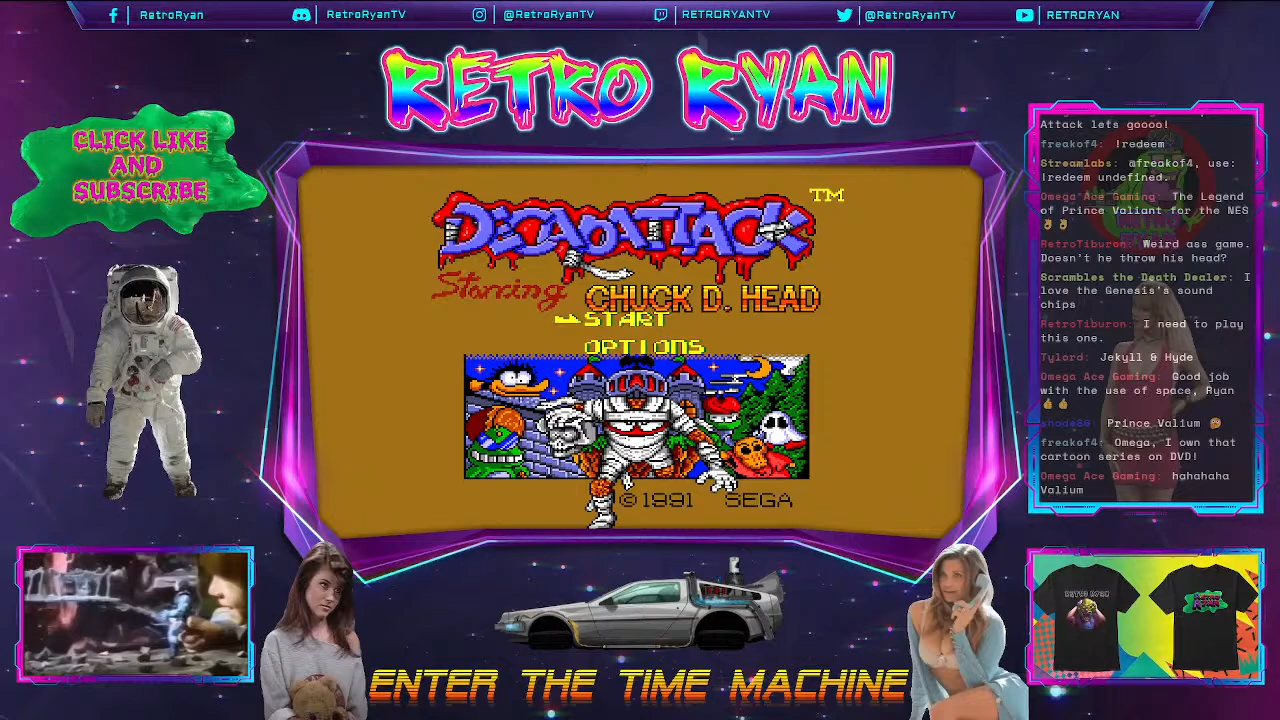 RetroRyan
RetroRyanTV
@RetroRyanTV
RETRORYANTV
@RetroRyanTV
RETRORYAN
RETRO RYAN
CLICK LIKE
AND
SUBSCRIBE
DECAPATTACK TM
Starring CHUCK D. HEAD
START
OPTIONS
©1991 SEGA
Attack lets goooo!
freakof4: !redeem
Streamlabs: @freakof4, use:
!redeem undefined.
Omega Ace Gaming: The Legend
of Prince Valiant for the NES
RetroTiburon: Weird ass game.
Doesn't he throw his head?
Scrambles the Death Dealer: I
love the Genesis's sound
chips
RetroTiburon: I need to play
this one.
Tylord: Jekyll & Hyde
Omega Ace Gaming: Good job
with the use of space, Ryan
Prince Valium
freakof4: Omega, I own that
cartoon series on DVD!
Omega Ace Gaming: hahahaha
Valium
RETRO RYAN
ENTER THE TIME MACHINE